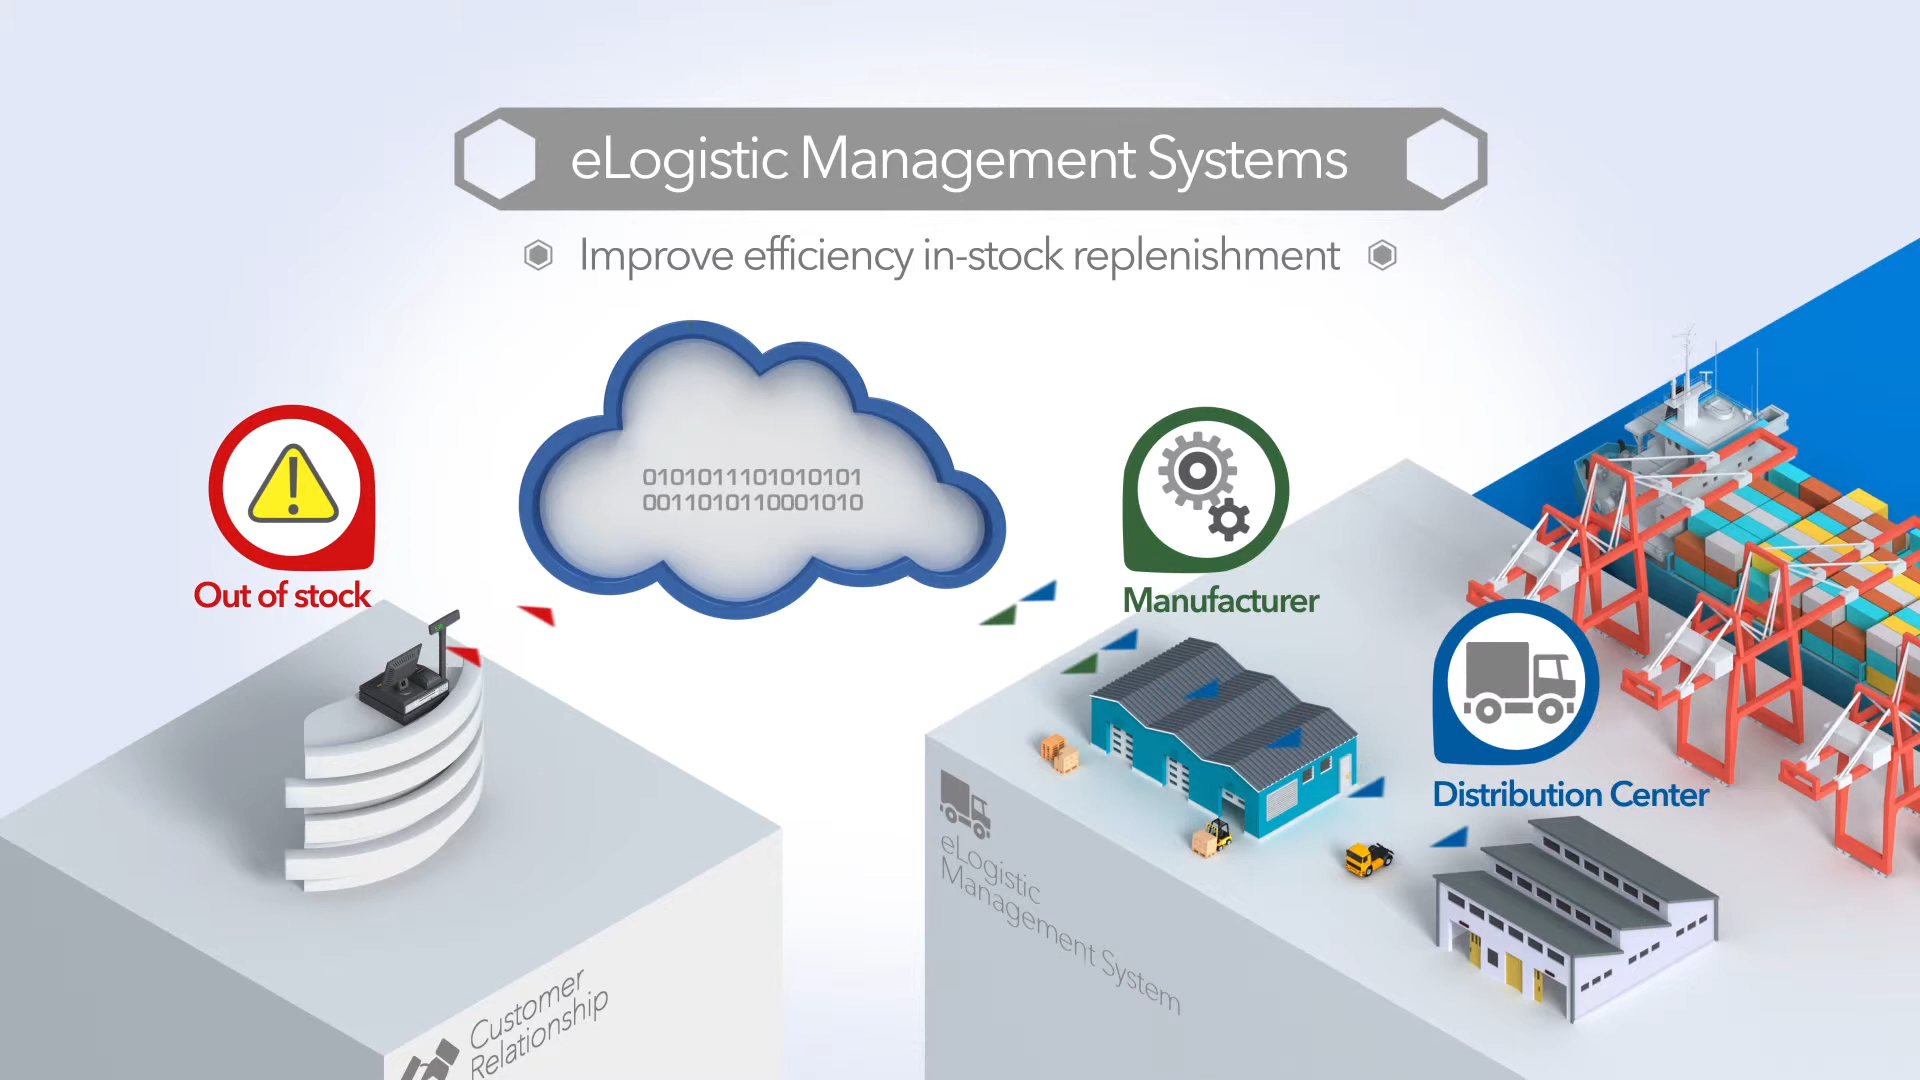 eLogistic Management Systems
Improve efficiency in-stock replenishment
0101011101010101
0011010110001010
Out of stock
Manufacturer
Distribution Center
eLogistic
Management System
Customer
Relationship